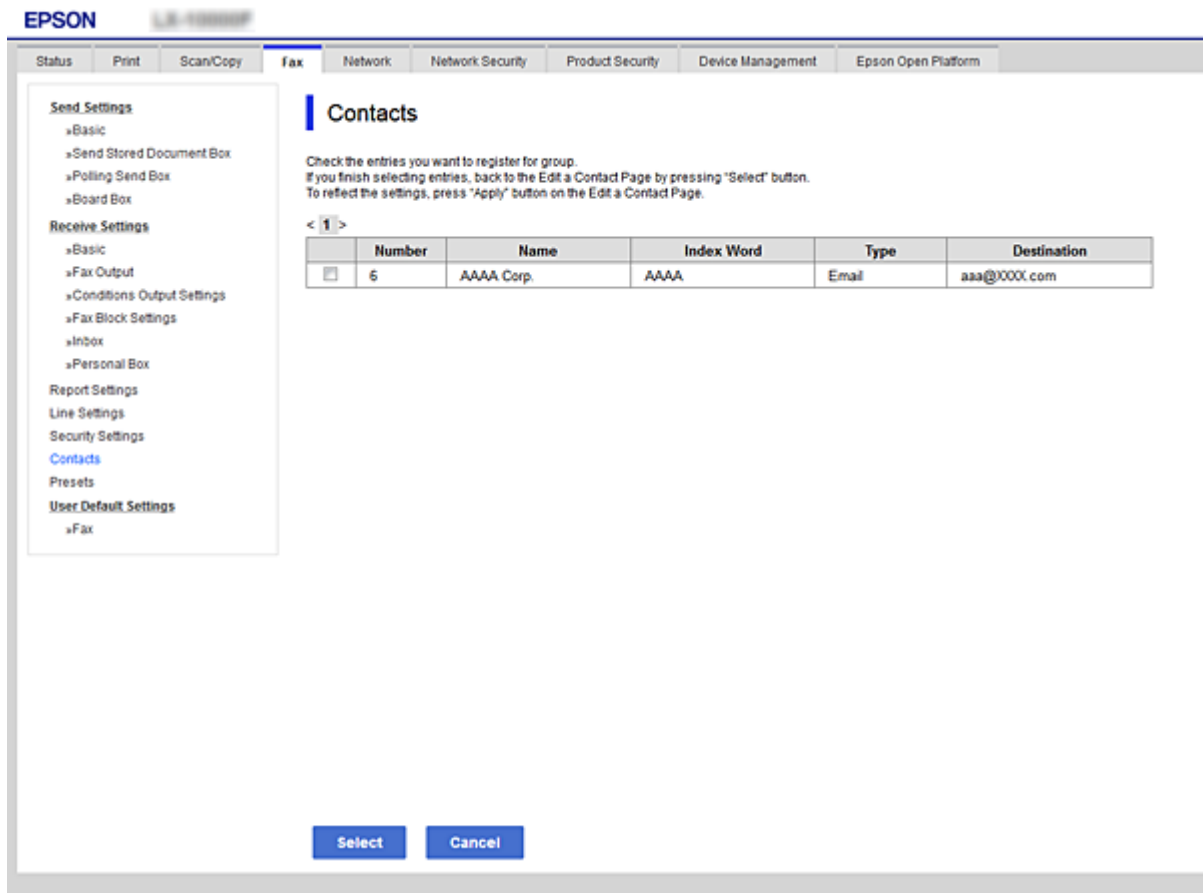 EPSON
Status Print Scan/Copy Fax Network Network Security Product Security Device Management Epson Open Platform
Send Settings
»Basic
»Send Stored Document Box
»Polling Send Box
»Board Box
Receive Settings
»Basic
»Fax Output
»Conditions Output Settings
»Fax Block Settings
»Inbox
»Personal Box
Report Settings
Line Settings
Security Settings
Contacts
Presets
User Default Settings
»Fax
Contacts
Check the entries you want to register for group.
If you finish selecting entries, back to the Edit a Contact Page by pressing "Select" button.
To reflect the settings, press "Apply" button on the Edit a Contact Page.
< 1 >
Number Name Index Word Type Destination
6 AAAA Corp. AAAA Email aaa@XXXX.com
Select Cancel